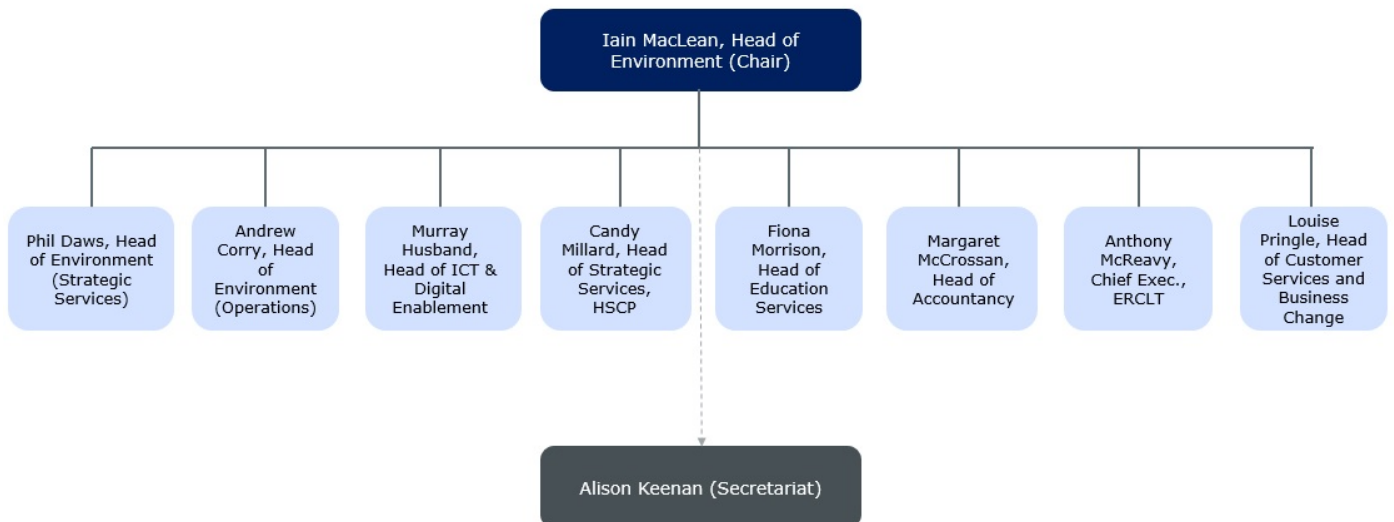 Iain MacLean, Head of
Environment (Chair)
Phil Daws, Head
of Environment
(Strategic
Services)
Andrew
Corry, Head
of
Environment
(Operations)
Murray
Husband,
Head of ICT &
Digital
Enablement
Candy
Millard, Head
of Strategic
Services,
HSCP
Fiona
Morrison,
Head of
Education
Services
Margaret
McCrossan,
Head of
Accountancy
Anthony
McReavy,
Chief Exec.,
ERCLT
Louise
Pringle, Head
of Customer
Services and
Business
Change
Alison Keenan (Secretariat)